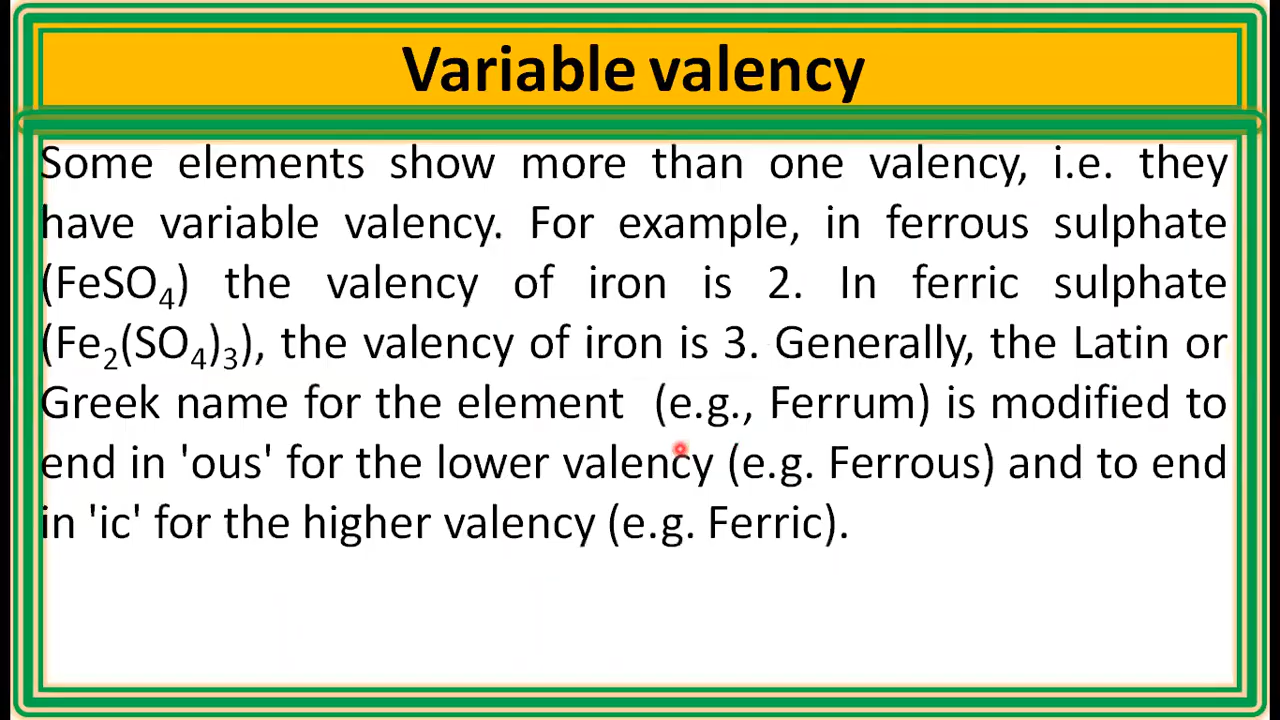 Variable valency
Some elements show more than one valency, i.e. they
have variable valency. For example, in ferrous sulphate
(FeSO₄) the valency of iron is 2. In ferric sulphate
(Fe₂(SO₄)₃), the valency of iron is 3. Generally, the Latin or
Greek name for the element (e.g., Ferrum) is modified to
end in 'ous' for the lower valency (e.g. Ferrous) and to end
in 'ic' for the higher valency (e.g. Ferric).